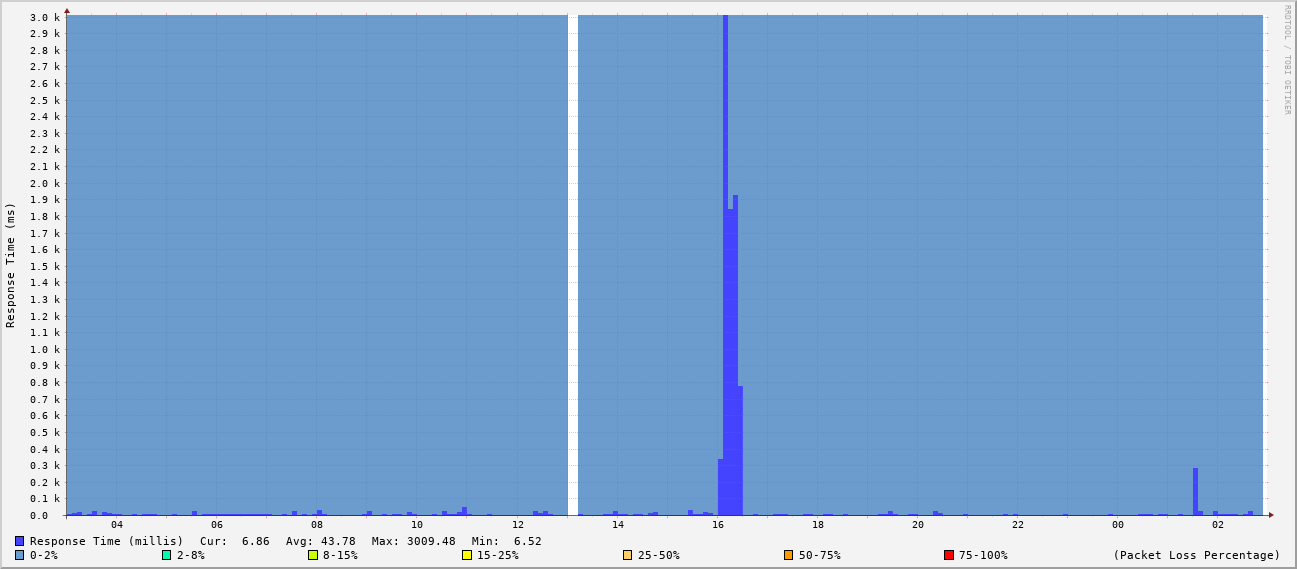 RRDTOOL / TOBI OETIKER
Response Time (ms)
3.0 k
2.9 k
2.8 k
2.7 k
2.6 k
2.5 k
2.4 k
2.3 k
2.2 k
2.1 k
2.0 k
1.9 k
1.8 k
1.7 k
1.6 k
1.5 k
1.4 k
1.3 k
1.2 k
1.1 k
1.0 k
0.9 k
0.8 k
0.7 k
0.6 k
0.5 k
0.4 k
0.3 k
0.2 k
0.1 k
0.0
04 06 08 10 12 14 16 18 20 22 00 02
Response Time (millis) Cur: 6.86 Avg: 43.78 Max: 3009.48 Min: 6.52
0-2% 2-8% 8-15% 15-25% 25-50% 50-75% 75-100% (Packet Loss Percentage)